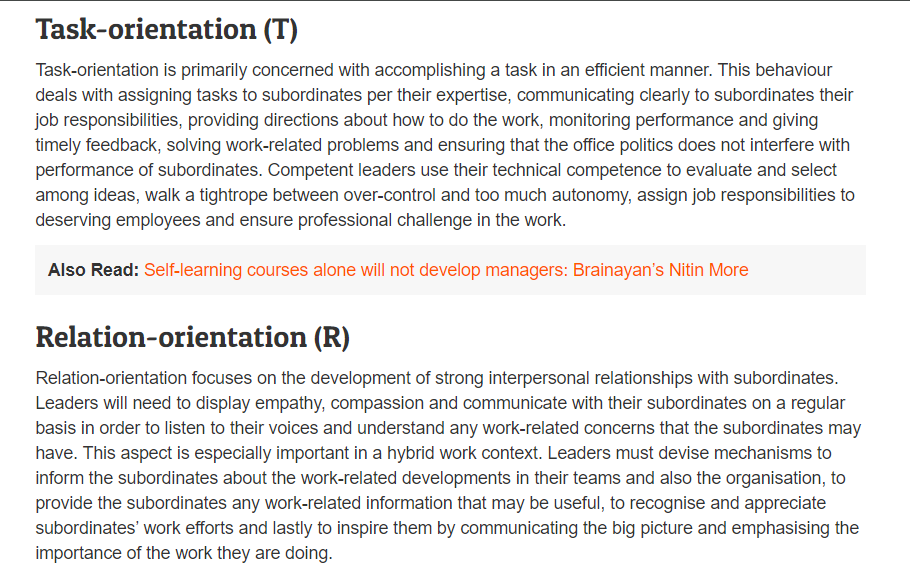 Task-orientation (T)
Task-orientation is primarily concerned with accomplishing a task in an efficient manner. This behaviour
deals with assigning tasks to subordinates per their expertise, communicating clearly to subordinates their
job responsibilities, providing directions about how to do the work, monitoring performance and giving
timely feedback, solving work-related problems and ensuring that the office politics does not interfere with
performance of subordinates. Competent leaders use their technical competence to evaluate and select
among ideas, walk a tightrope between over-control and too much autonomy, assign job responsibilities to
deserving employees and ensure professional challenge in the work.
Also Read: Self-learning courses alone will not develop managers: Brainayan’s Nitin More
Relation-orientation (R)
Relation-orientation focuses on the development of strong interpersonal relationships with subordinates.
Leaders will need to display empathy, compassion and communicate with their subordinates on a regular
basis in order to listen to their voices and understand any work-related concerns that the subordinates may
have. This aspect is especially important in a hybrid work context. Leaders must devise mechanisms to
inform the subordinates about the work-related developments in their teams and also the organisation, to
provide the subordinates any work-related information that may be useful, to recognise and appreciate
subordinates’ work efforts and lastly to inspire them by communicating the big picture and emphasising the
importance of the work they are doing.